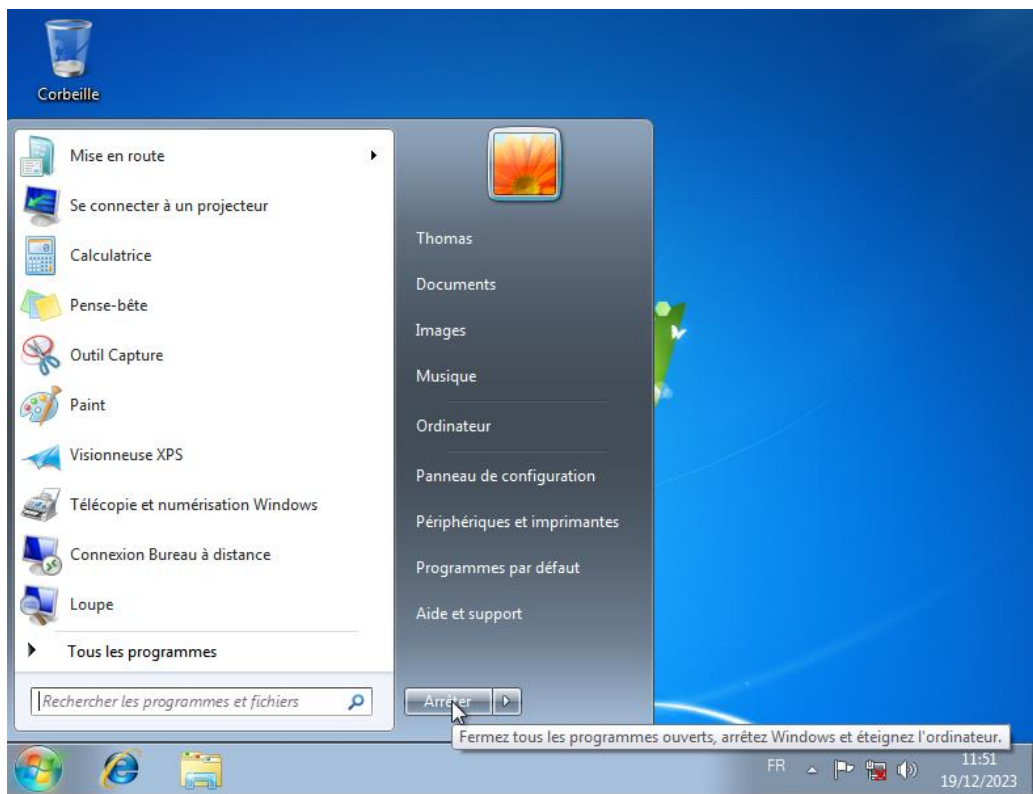 Corbeille
Mise en route
Se connecter à un projecteur
Calculatrice
Pense-bête
Outil Capture
Paint
Visionneuse XPS
Télécopie et numérisation Windows
Connexion Bureau à distance
Loupe
Tous les programmes
Rechercher les programmes et fichiers
Thomas
Documents
Images
Musique
Ordinateur
Panneau de configuration
Périphériques et imprimantes
Programmes par défaut
Aide et support
Arrêter
Fermez tous les programmes ouverts, arrêtez Windows et éteignez l'ordinateur.
FR
11:51
19/12/2023